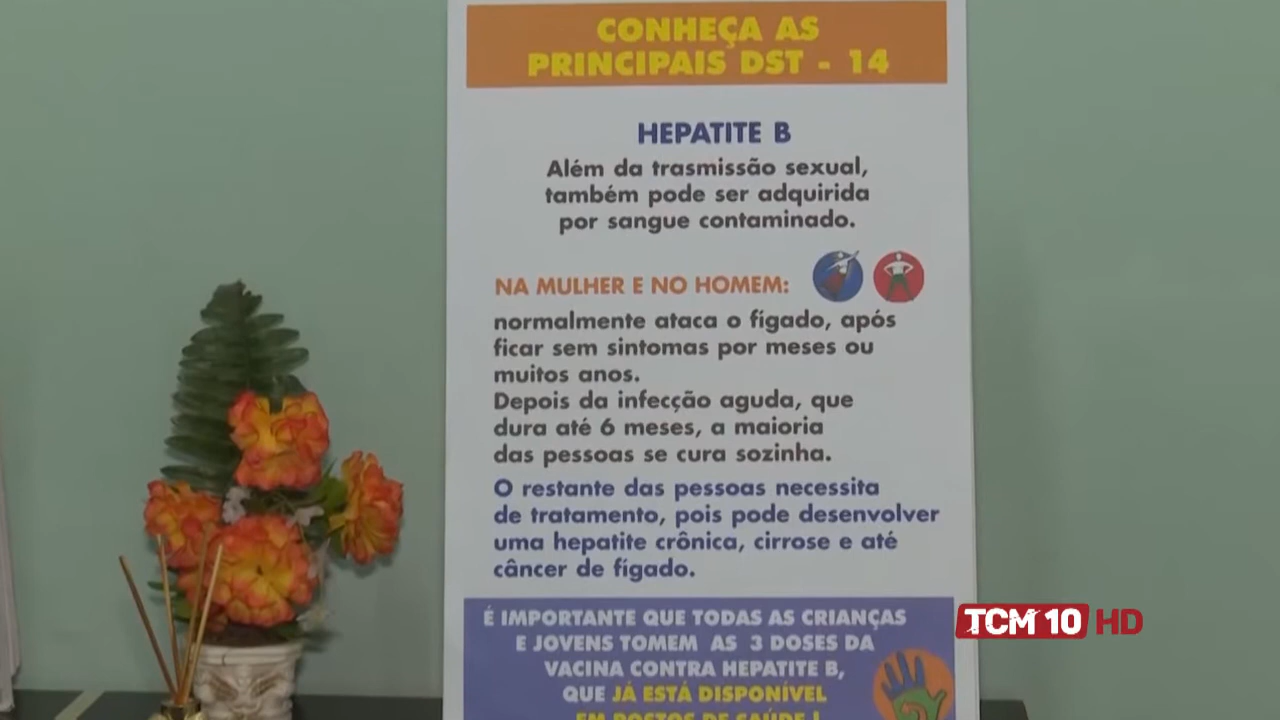 CONHEÇA AS
PRINCIPAIS DST - 14
HEPATITE B
Além da trasmissão sexual,
também pode ser adquirida
por sangue contaminado.
NA MULHER E NO HOMEM:
normalmente ataca o fígado, após
ficar sem sintomas por meses ou
muitos anos.
Depois da infecção aguda, que
dura até 6 meses, a maioria
das pessoas se cura sozinha.
O restante das pessoas necessita
de tratamento, pois pode desenvolver
uma hepatite crônica, cirrose e até
câncer de fígado.
É IMPORTANTE QUE TODAS AS CRIANÇAS
E JOVENS TOMEM AS 3 DOSES DA
VACINA CONTRA HEPATITE B,
QUE JÁ ESTÁ DISPONÍVEL
EM POSTOS DE SAÚDE !
TCM 10 HD